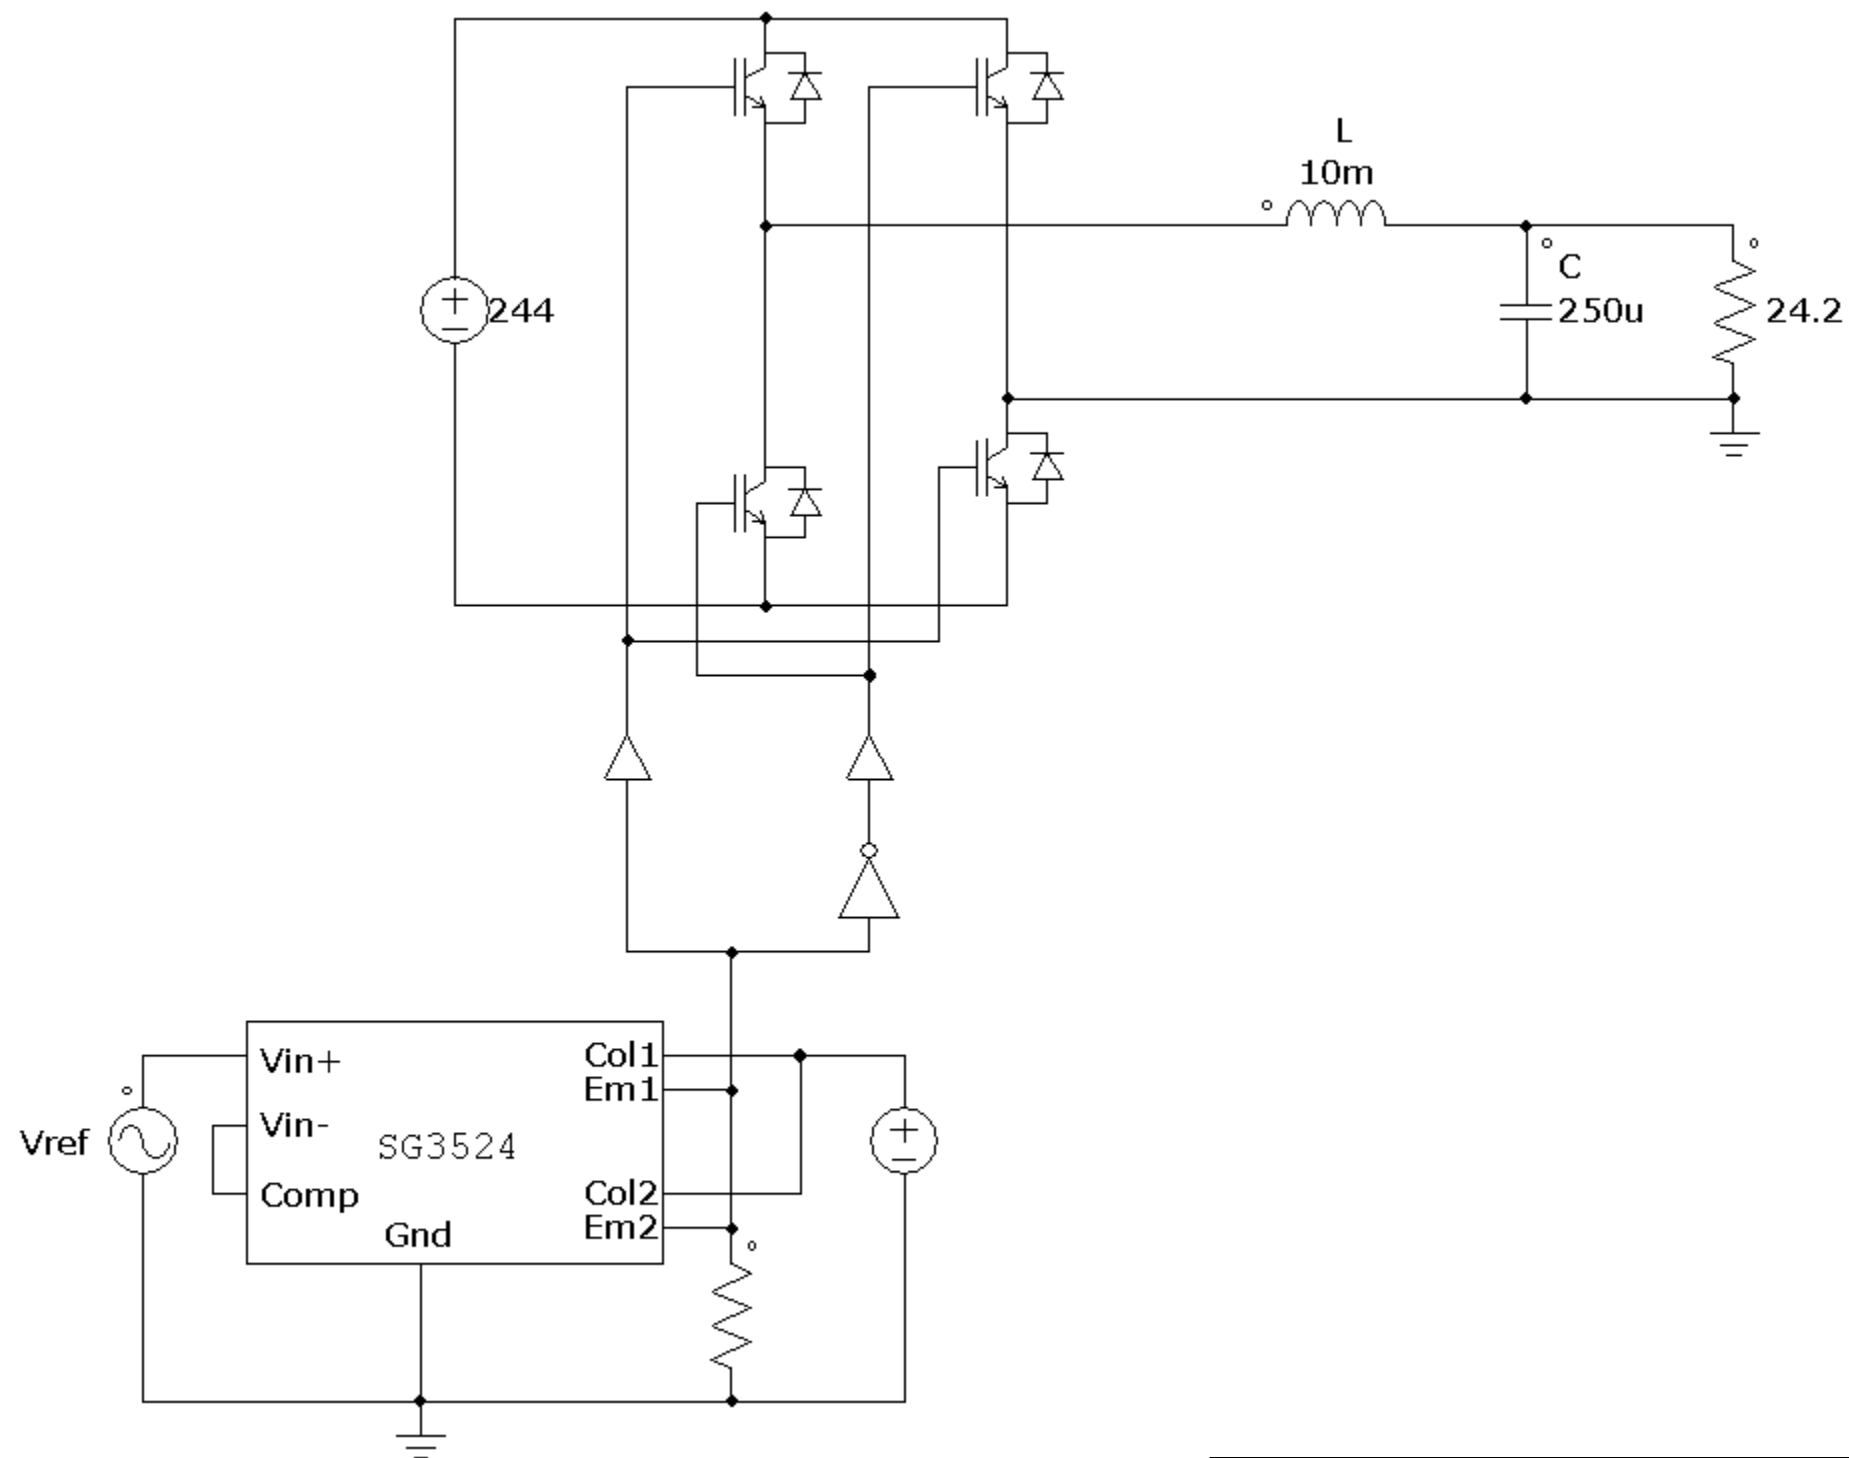 L
10m
244
C
250u
24.2
Vin+
Col1
Em1
Vref
Vin-
SG3524
Comp
Col2
Em2
Gnd